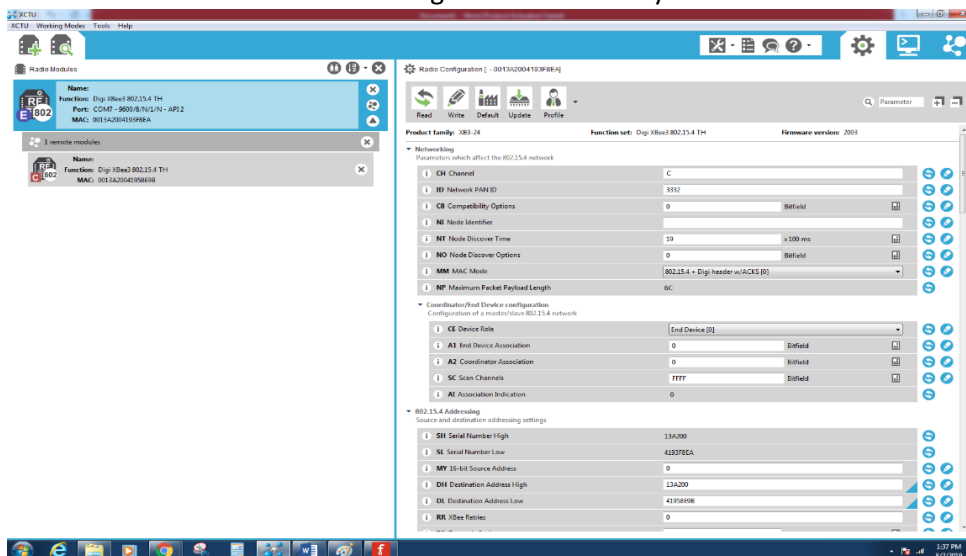 XCTU
XCTU Working Modes Tools Help
Radio Modules
Name:
Function: Digi XBee3 802.15.4 TH
Port: COM7 - 9600/8/N/1/N - API 2
MAC: 0013A2004193F8EA
RF
E 802
1 remote modules
Name:
Function: Digi XBee3 802.15.4 TH
MAC: 0013A20041958E9B
RF
C 802
Radio Configuration [ - 0013A2004193F8EA]
Read Write Default Update Profile
Parameter
Product family: XB3-24 Function set: Digi XBee3 802.15.4 TH Firmware version: 2003
Networking
Parameters which affect the 802.15.4 network
i CH Channel C
i ID Network PAN ID 3332
i C8 Compatibility Options 0 Bitfield
i NI Node Identifier
i NT Node Discover Time 19 x 100 ms
i NO Node Discover Options 0 Bitfield
i MM MAC Mode 802.15.4 + Digi header w/ACKS [0]
i NP Maximum Packet Payload Length 6C
Coordinator/End Device configuration
Configuration of a master/slave 802.15.4 network
i CE Device Role End Device [0]
i A1 End Device Association 0 Bitfield
i A2 Coordinator Association 0 Bitfield
i SC Scan Channels FFFF Bitfield
i AI Association Indication 0
802.15.4 Addressing
Source and destination addressing settings
i SH Serial Number High 13A200
i SL Serial Number Low 4193F8EA
i MY 16-bit Source Address 0
i DH Destination Address High 13A200
i DL Destination Address Low 41958E9B
i RR XBee Retries 0
1:37 PM